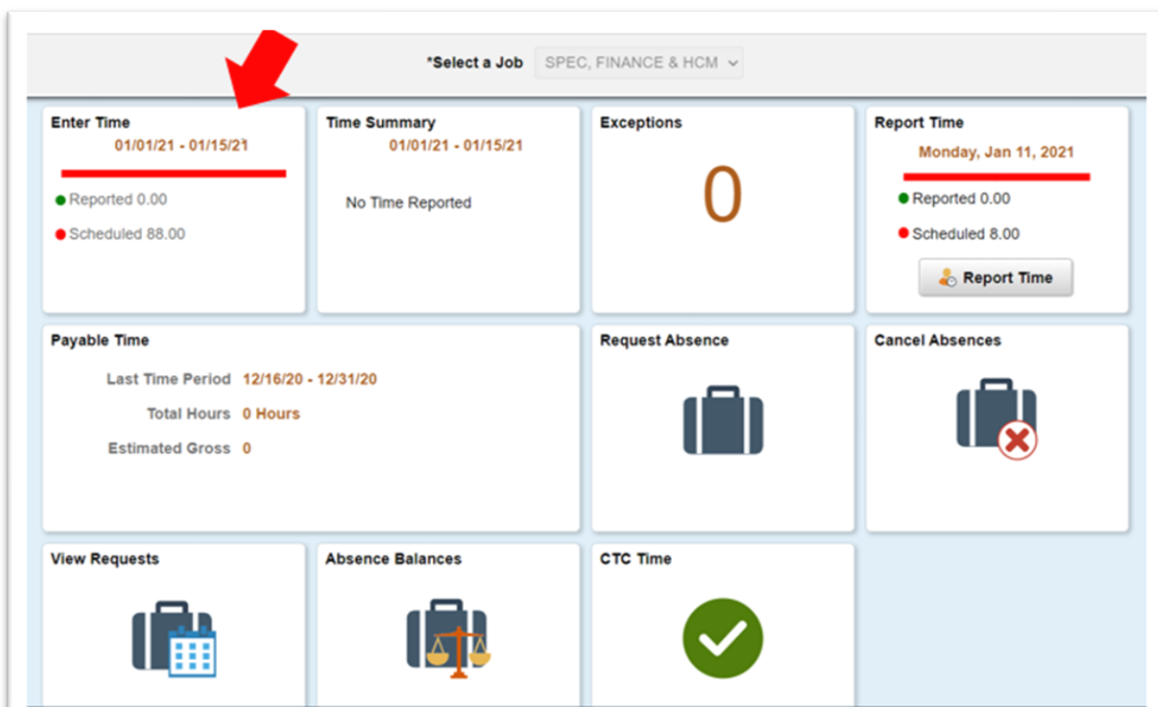 *Select a Job SPEC, FINANCE & HCM
Enter Time
01/01/21 - 01/15/21
Reported 0.00
Scheduled 88.00
Time Summary
01/01/21 - 01/15/21
No Time Reported
Exceptions
0
Report Time
Monday, Jan 11, 2021
Reported 0.00
Scheduled 8.00
Report Time
Payable Time
Last Time Period 12/16/20 - 12/31/20
Total Hours 0 Hours
Estimated Gross 0
Request Absence
Cancel Absences
View Requests
Absence Balances
CTC Time